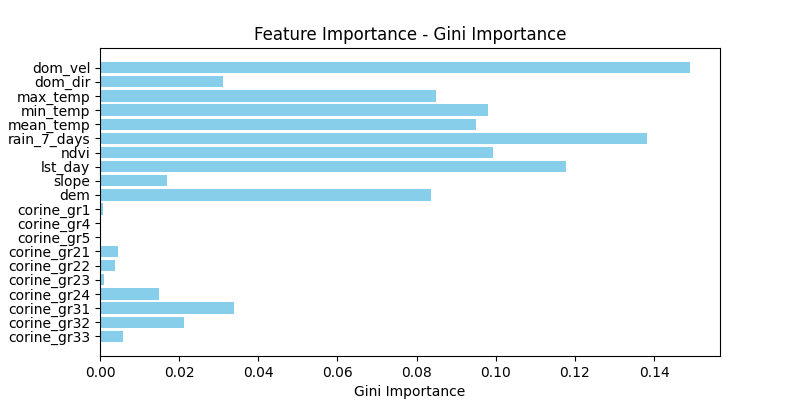 Feature Importance - Gini Importance
dom_vel
dom_dir
max_temp
min_temp
mean_temp
rain_7_days
ndvi
lst_day
slope
dem
corine_gr1
corine_gr4
corine_gr5
corine_gr21
corine_gr22
corine_gr23
corine_gr24
corine_gr31
corine_gr32
corine_gr33
0.00 0.02 0.04 0.06 0.08 0.10 0.12 0.14
Gini Importance